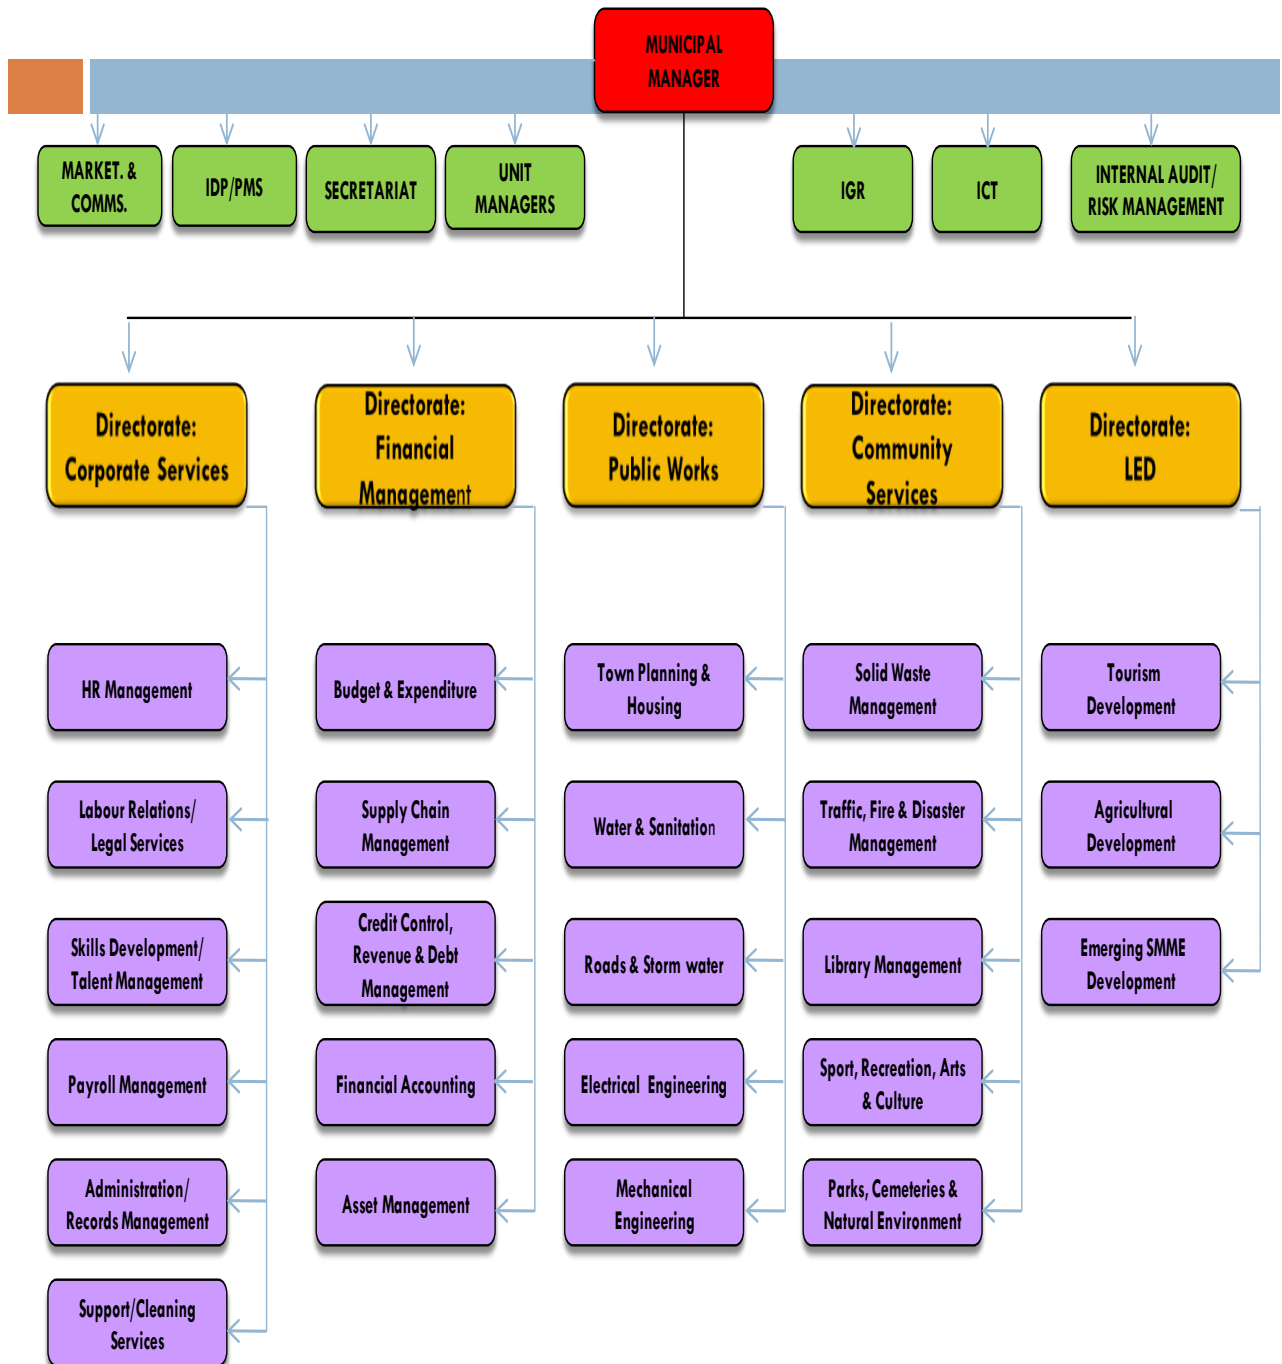 MUNICIPAL
MANAGER
MARKET. &
COMMS.
IDP/PMS
SECRETARIAT
UNIT
MANAGERS
IGR
ICT
INTERNAL AUDIT/
RISK MANAGEMENT
Directorate:
Corporate Services
Directorate:
Financial
Management
Directorate:
Public Works
Directorate:
Community
Services
Directorate:
LED
HR Management
Labour Relations/
Legal Services
Skills Development/
Talent Management
Payroll Management
Administration/
Records Management
Support/Cleaning
Services
Budget & Expenditure
Supply Chain
Management
Credit Control,
Revenue & Debt
Management
Financial Accounting
Asset Management
Town Planning &
Housing
Water & Sanitation
Roads & Storm water
Electrical Engineering
Mechanical
Engineering
Solid Waste
Management
Traffic, Fire & Disaster
Management
Library Management
Sport, Recreation, Arts
& Culture
Parks, Cemeteries &
Natural Environment
Tourism
Development
Agricultural
Development
Emerging SMME
Development